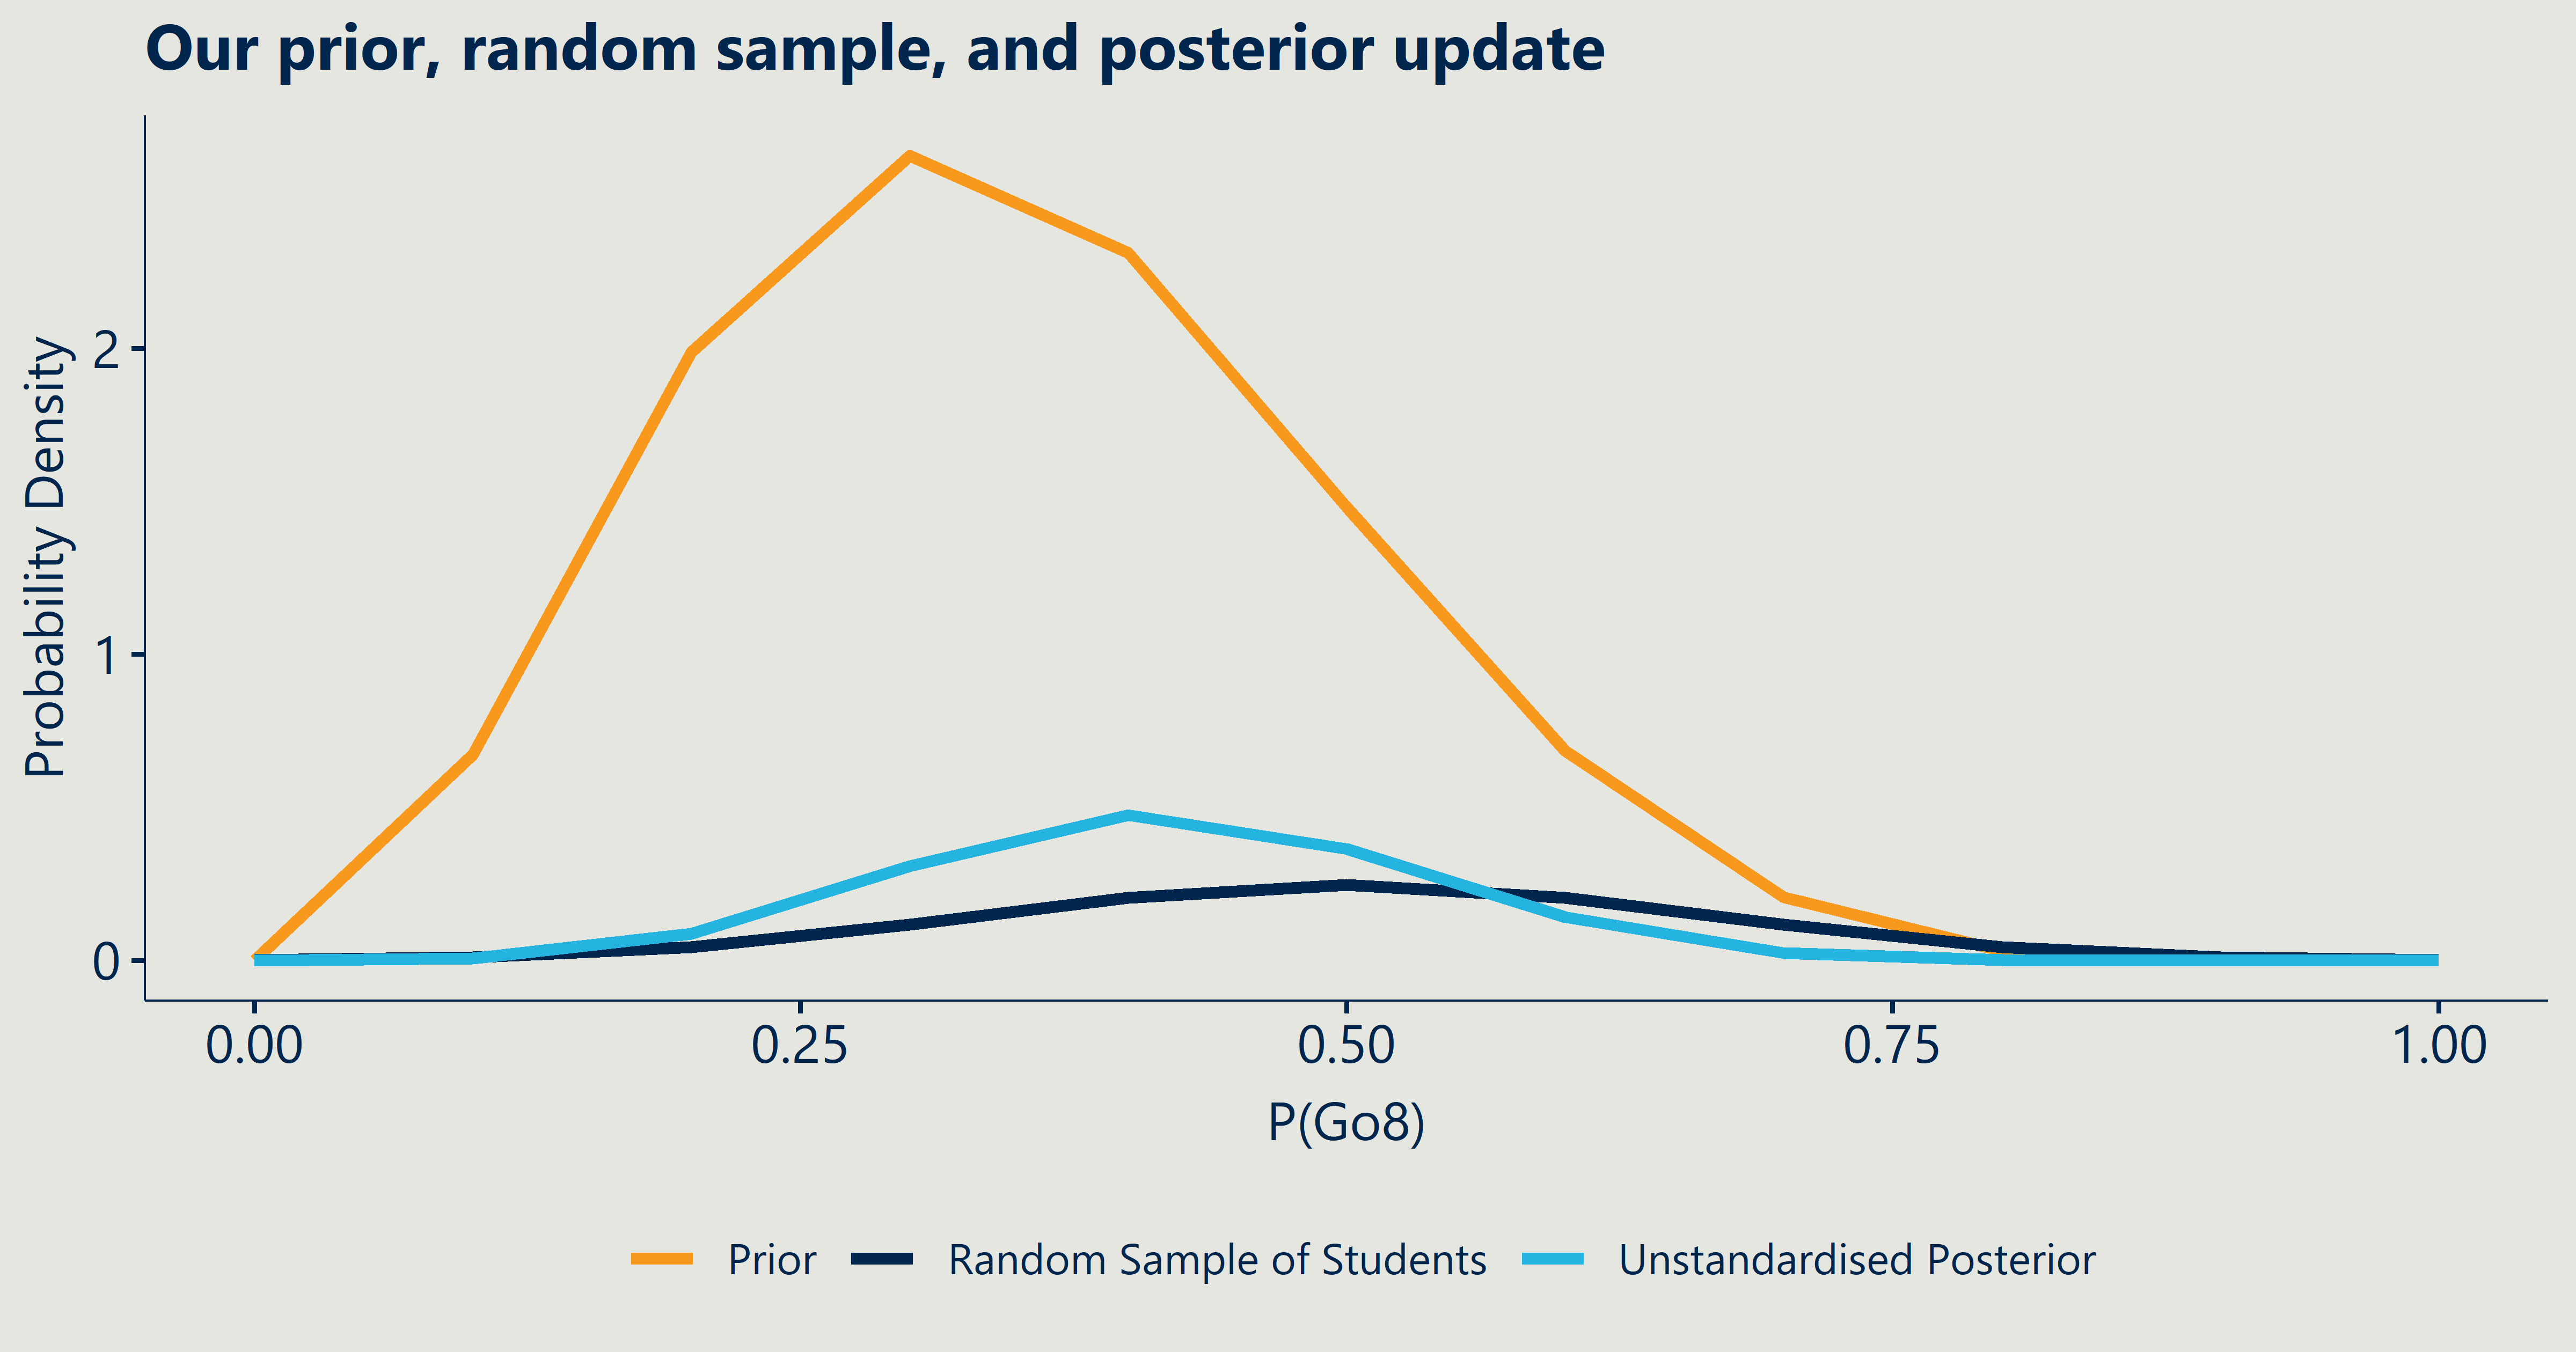 Our prior, random sample, and posterior update
Probability Density
2
1
0
0.00 0.25 0.50 0.75 1.00
P(Go8)
Prior Random Sample of Students Unstandardised Posterior